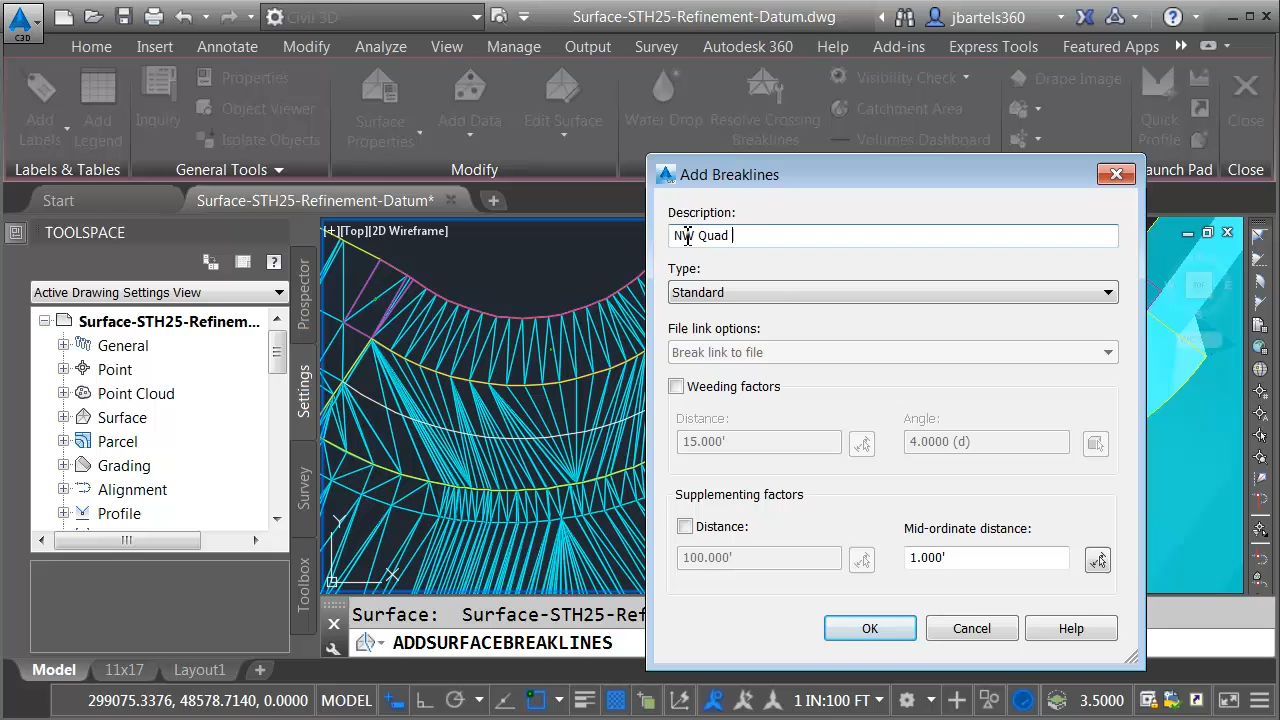 C3D
Civil 3D
Surface-STH25-Refinement-Datum.dwg
jbartels360
Home Insert Annotate Modify Analyze View Manage Output Survey Autodesk 360 Help Add-ins Express Tools Featured Apps
Add Labels
Add Legend
Inquiry
Properties
Object Viewer
Isolate Objects
Surface Properties
Add Data
Edit Surface
Water Drop
Resolve Crossing Breaklines
Visibility Check
Catchment Area
Volumes Dashboard
Drape Image
Quick Profile
Close
Labels & Tables
General Tools
Modify
Launch Pad
Close
Start
Surface-STH25-Refinement-Datum*
TOOLSPACE
Active Drawing Settings View
Surface-STH25-Refinem...
General
Point
Point Cloud
Surface
Parcel
Grading
Alignment
Profile
Prospector
Settings
Survey
Toolbox
[+][Top][2D Wireframe]
Y
X
Add Breaklines
Description:
NW Quad
Type:
Standard
File link options:
Break link to file
Weeding factors
Distance:
Angle:
15.000'
4.0000 (d)
Supplementing factors
Distance:
Mid-ordinate distance:
100.000'
1.000'
OK
Cancel
Help
Surface: Surface-STH25-Ref
ADDSURFACEBREAKLINES
Model
11x17
Layout1
299075.3376, 48578.7140, 0.0000
MODEL
1 IN:100 FT
3.5000